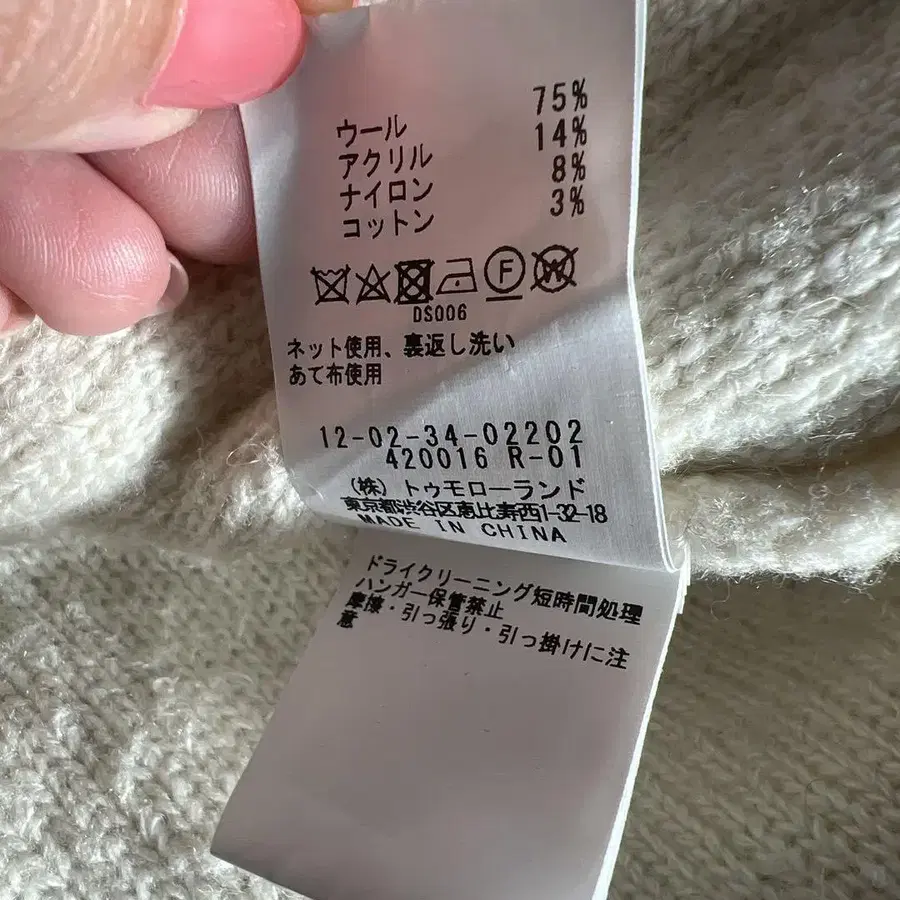 ウール 75%
アクリル 14%
ナイロン 8%
コットン 3%
F W
DS006
ネット使用、裏返し洗い
あて布使用
12-02-34-02202
420016 R-01
(株)トゥモローランド
東京都渋谷区恵比寿西1-32-18
MADE IN CHINA
ドライクリーニング短時間処理
ハンガー保管禁止
摩擦・引っ張り・引っ掛けに注
意